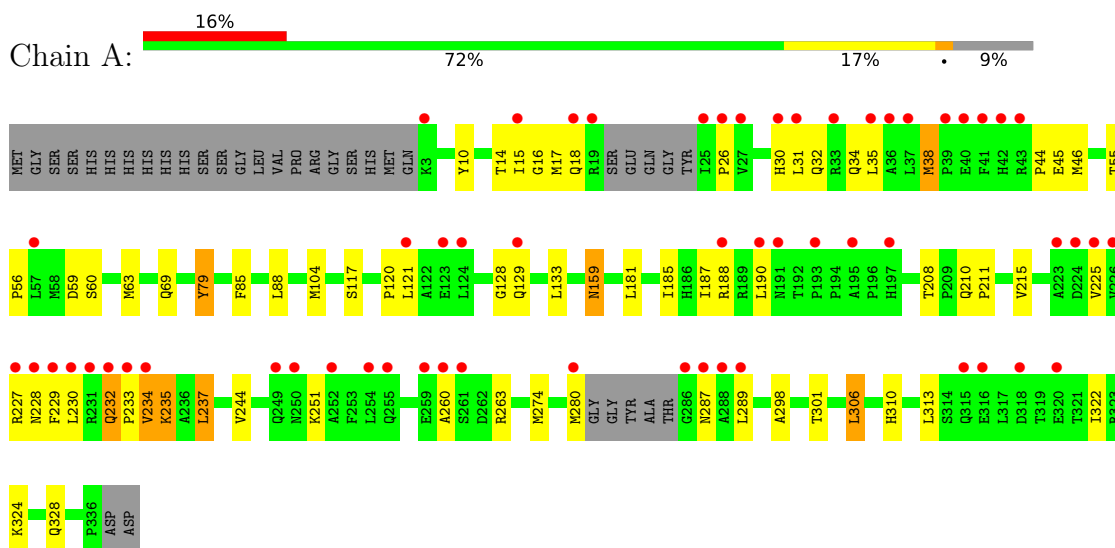 16%
Chain A:
72% 17% • 9%
MET GLY SER SER HIS HIS HIS HIS HIS HIS SER SER GLY LEU VAL PRO ARG GLY SER HIS MET GLN K3 Y10 T14 I15 G16 M17 Q18 R19 SER GLU GLN GLY TYR I25 P26 V27 H30 L31 Q32 R33 Q34 L35 A36 L37 M38 P39 E40 F41 H42 R43 P44 E45 M46 T55
P56 L57 M58 D59 S60 M63 Q69 Y79 F85 L88 M104 S117 P120 L121 A122 E123 L124 G128 Q129 L133 N159 L181 I185 H186 I187 R188 R189 L190 N191 T192 P193 P194 A195 P196 H197 T208 P209 Q210 P211 V215 A223 D224 V225
R227 N228 F229 L230 R231 Q232 P233 V234 K235 A236 L237 V244 Q249 N250 K251 A252 F253 L254 Q255 E259 A260 S261 D262 R263 M274 M280 GLY GLY TYR ALA THR G286 N287 A288 L289 A298 T301 L306 H310 L313 S314 Q315 E316 L317 D318 T319 E320 T321 I322
K324 Q328 P336 ASP ASP